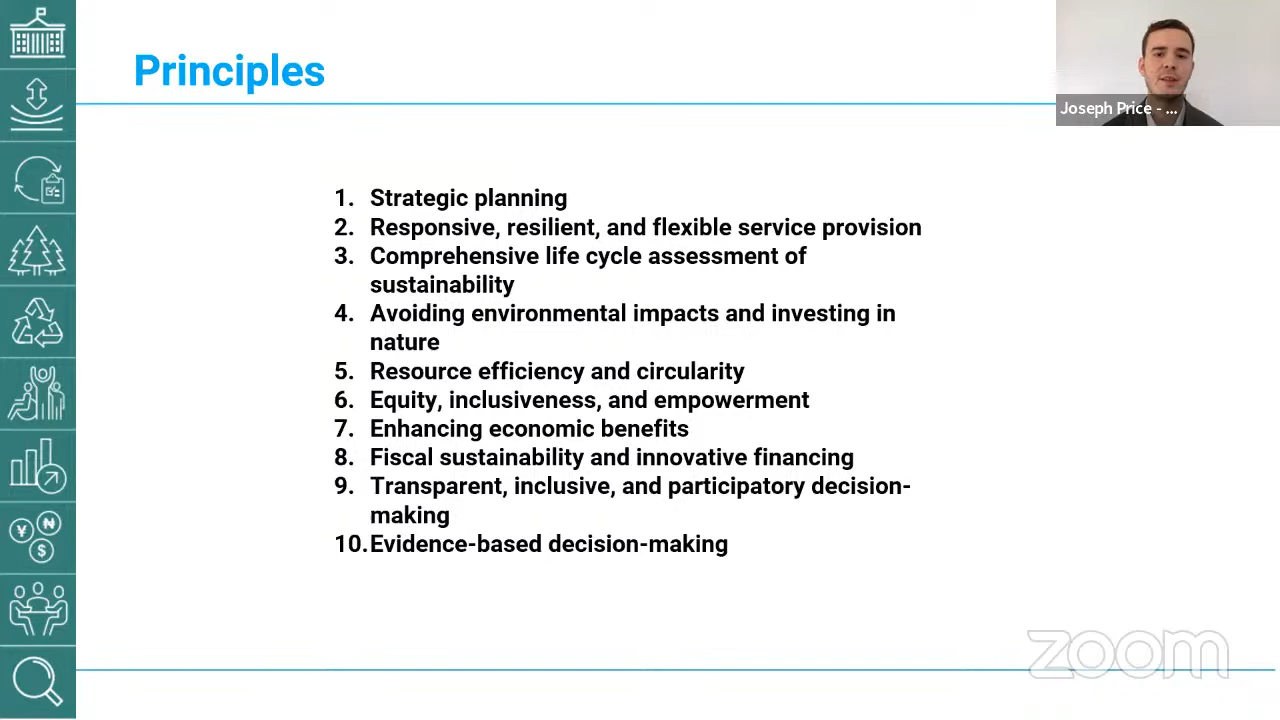 Principles
Joseph Price - ...
1. Strategic planning
2. Responsive, resilient, and flexible service provision
3. Comprehensive life cycle assessment of
sustainability
4. Avoiding environmental impacts and investing in
nature
5. Resource efficiency and circularity
6. Equity, inclusiveness, and empowerment
7. Enhancing economic benefits
8. Fiscal sustainability and innovative financing
9. Transparent, inclusive, and participatory decision-
making
10. Evidence-based decision-making
¥ ₦ $
zoom